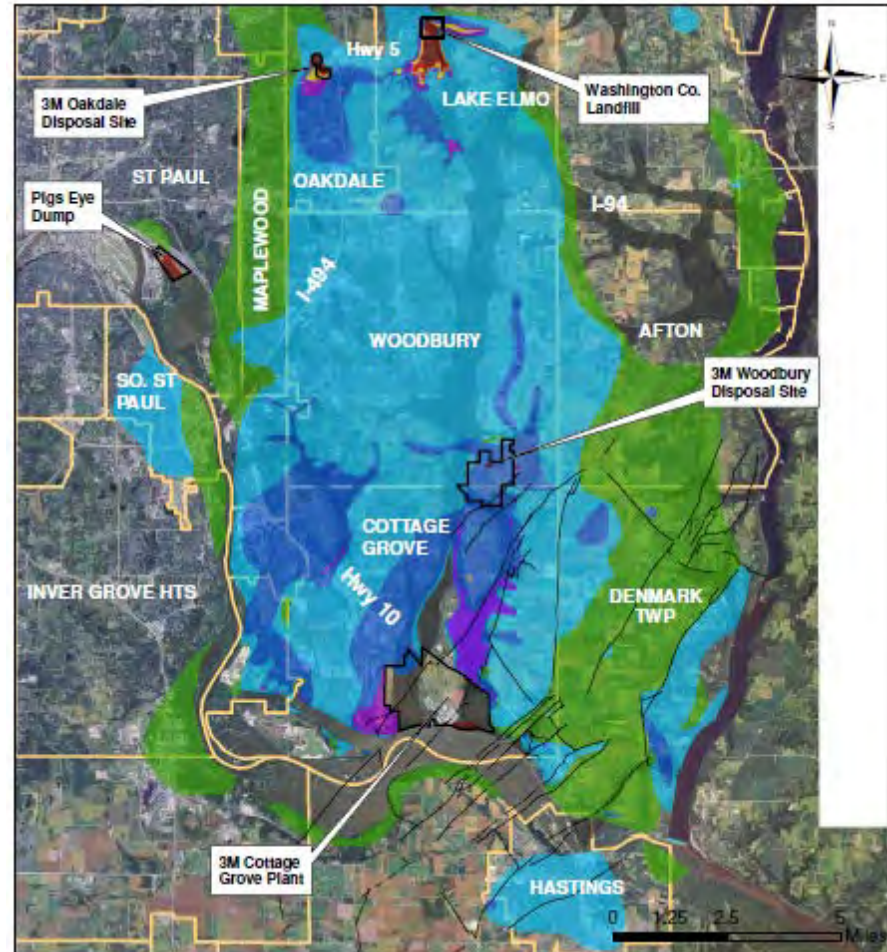 N
E
S
Hwy 5
Washington Co.
Landfill
3M Oakdale
Disposal Site
LAKE ELMO
ST PAUL
OAKDALE
Pigs Eye
Dump
MAPLEWOOD
I-94
I-494
WOODBURY
AFTON
3M Woodbury
Disposal Site
SO. ST
PAUL
COTTAGE
GROVE
INVER GROVE HTS
Hwy 10
DENMARK
TWP
3M Cottage
Grove Plant
HASTINGS
0 1.25 2.5 5
Miles